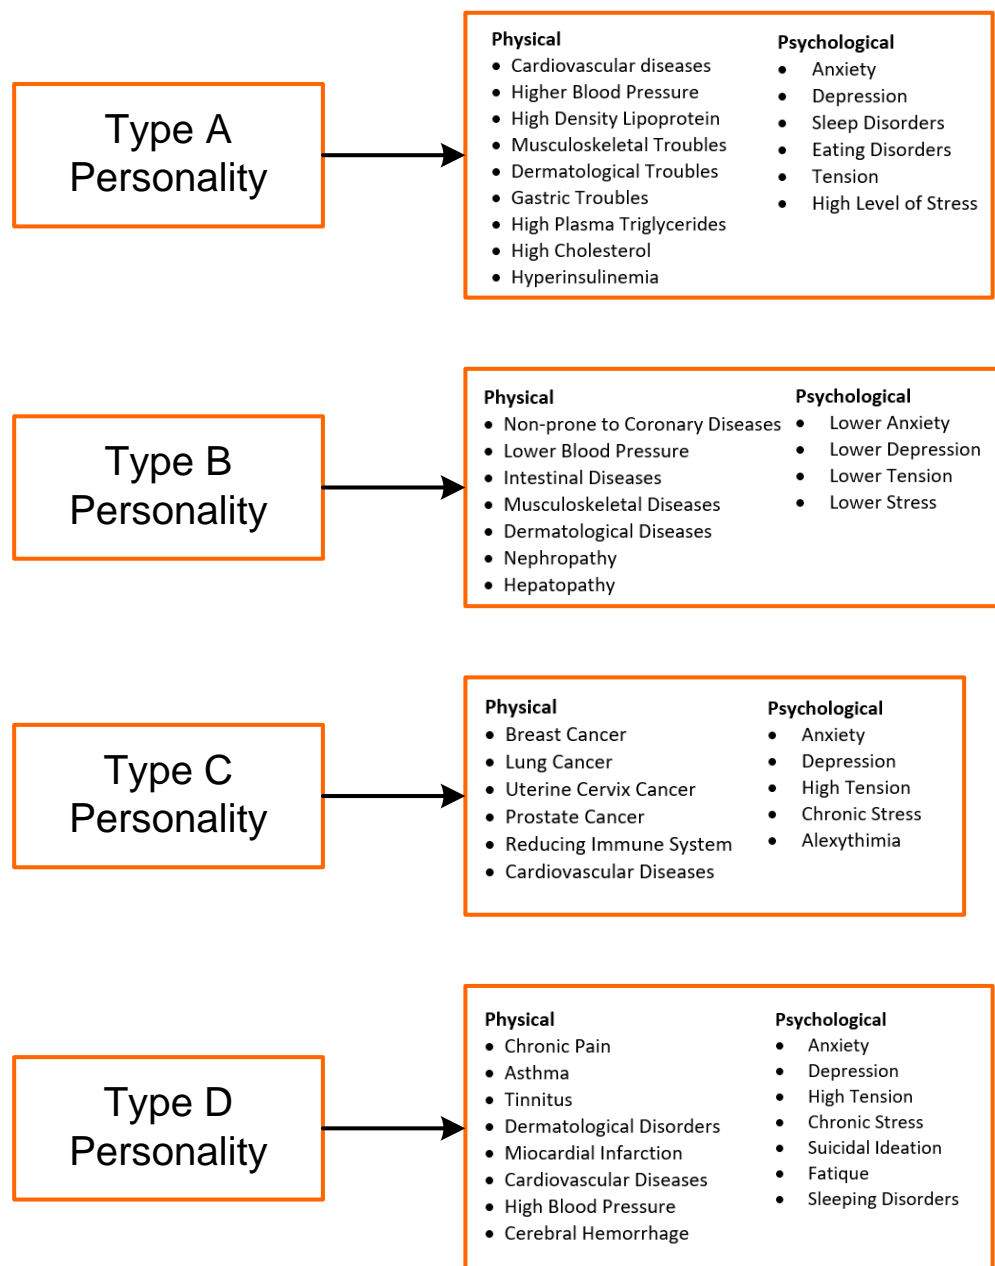 Type A
Personality
Physical
• Cardiovascular diseases
• Higher Blood Pressure
• High Density Lipoprotein
• Musculoskeletal Troubles
• Dermatological Troubles
• Gastric Troubles
• High Plasma Triglycerides
• High Cholesterol
• Hyperinsulinemia
Psychological
• Anxiety
• Depression
• Sleep Disorders
• Eating Disorders
• Tension
• High Level of Stress
Type B
Personality
Physical
• Non-prone to Coronary Diseases
• Lower Blood Pressure
• Intestinal Diseases
• Musculoskeletal Diseases
• Dermatological Diseases
• Nephropathy
• Hepatopathy
Psychological
• Lower Anxiety
• Lower Depression
• Lower Tension
• Lower Stress
Type C
Personality
Physical
• Breast Cancer
• Lung Cancer
• Uterine Cervix Cancer
• Prostate Cancer
• Reducing Immune System
• Cardiovascular Diseases
Psychological
• Anxiety
• Depression
• High Tension
• Chronic Stress
• Alexythimia
Type D
Personality
Physical
• Chronic Pain
• Asthma
• Tinnitus
• Dermatological Disorders
• Miocardial Infarction
• Cardiovascular Diseases
• High Blood Pressure
• Cerebral Hemorrhage
Psychological
• Anxiety
• Depression
• High Tension
• Chronic Stress
• Suicidal Ideation
• Fatique
• Sleeping Disorders